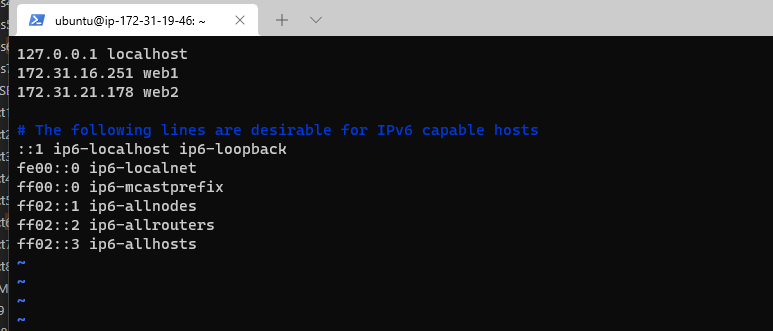 ubuntu@ip-172-31-19-46: ~
127.0.0.1 localhost
172.31.16.251 web1
172.31.21.178 web2
# The following lines are desirable for IPv6 capable hosts
::1 ip6-localhost ip6-loopback
fe00::0 ip6-localnet
ff00::0 ip6-mcastprefix
ff02::1 ip6-allnodes
ff02::2 ip6-allrouters
ff02::3 ip6-allhosts
~
~
~
~